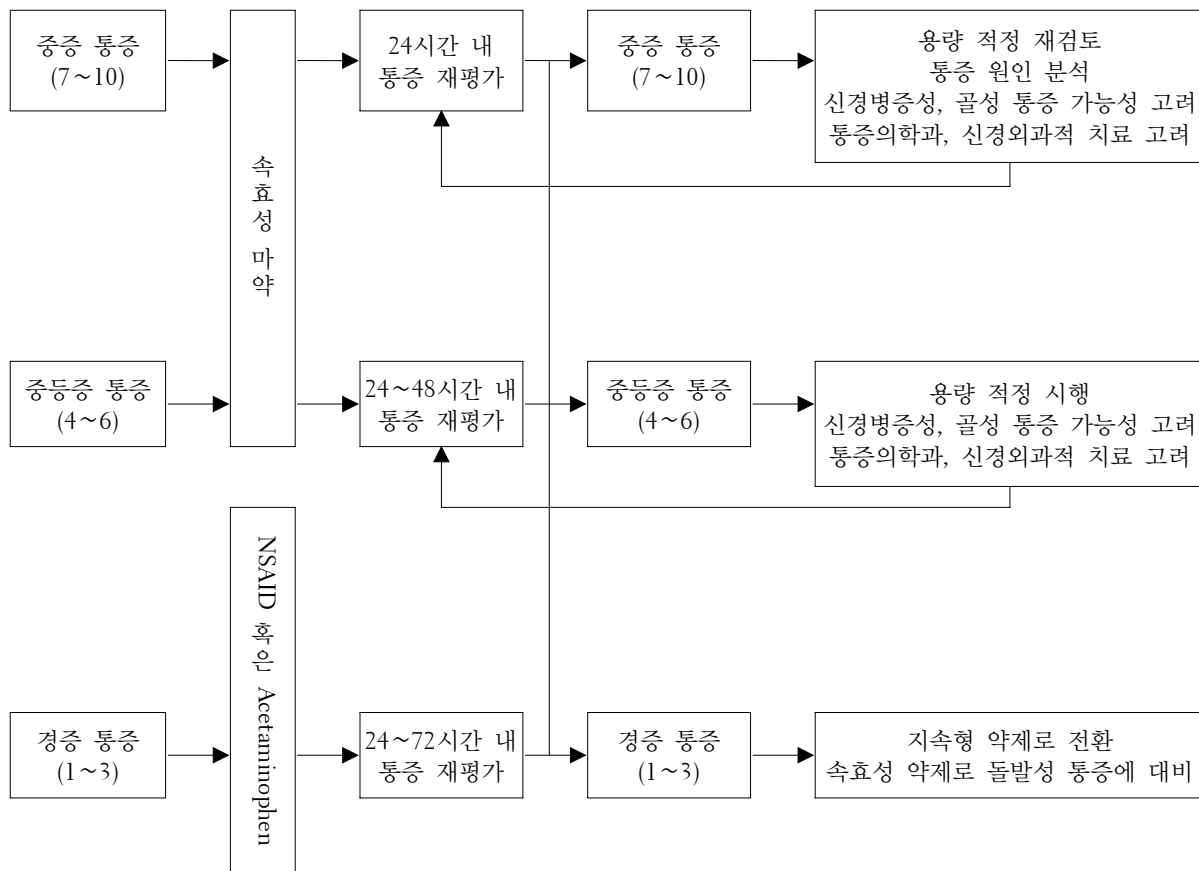 중증 통증
(7~10)
속효성 마약
24시간 내
통증 재평가
중증 통증
(7~10)
용량 적정 재검토
통증 원인 분석
신경병증성, 골성 통증 가능성 고려
통증의학과, 신경외과적 치료 고려
중등증 통증
(4~6)
24~48시간 내
통증 재평가
중등증 통증
(4~6)
용량 적정 시행
신경병증성, 골성 통증 가능성 고려
통증의학과, 신경외과적 치료 고려
경증 통증
(1~3)
NSAID 혹은 Acetaminophen
24~72시간 내
통증 재평가
경증 통증
(1~3)
지속형 약제로 전환
속효성 약제로 돌발성 통증에 대비